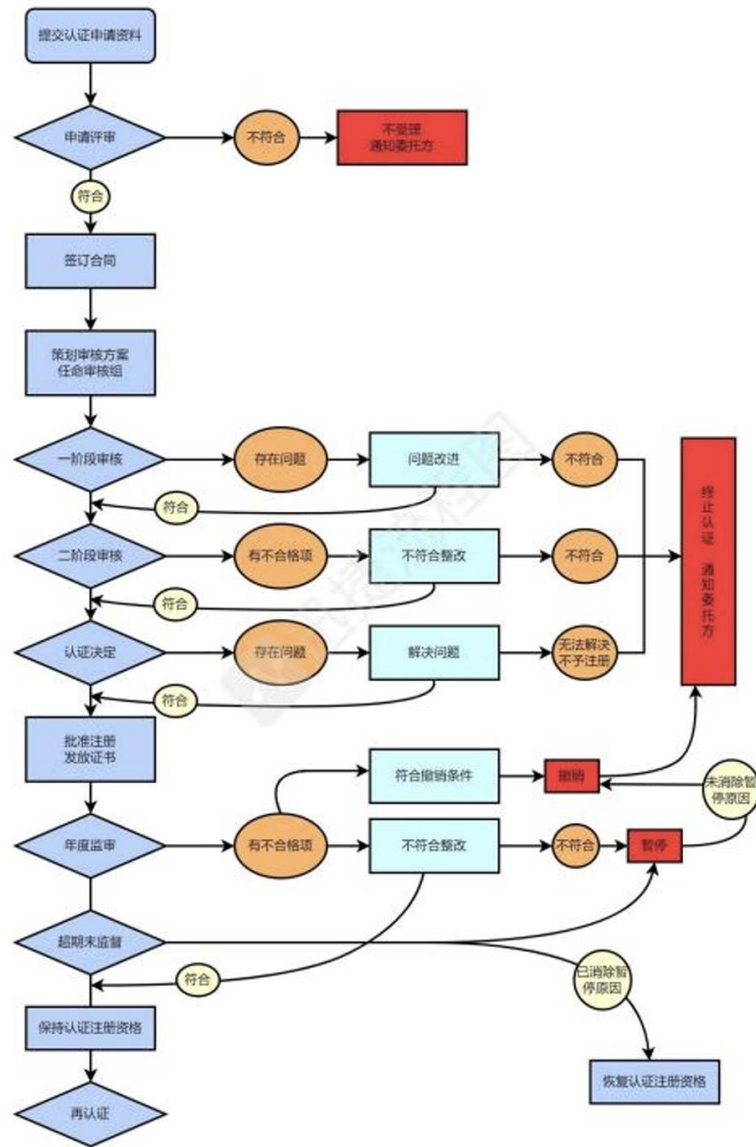 提交认证申请资料
申请评审
不符合
不受理
通知委托方
符合
签订合同
策划审核方案
任命审核组
一阶段审核
存在问题
问题改进
不符合
符合
二阶段审核
有不合格项
不符合整改
不符合
终止认证 通知委托方
符合
认证决定
存在问题
解决问题
无法解决
不予注册
符合
批准注册
发放证书
符合撤销条件
撤销
未消除暂
停原因
年度监审
有不合格项
不符合整改
不符合
暂停
超期未监督
符合
已消除暂
停原因
保持认证注册资格
恢复认证注册资格
再认证
迅捷流程图